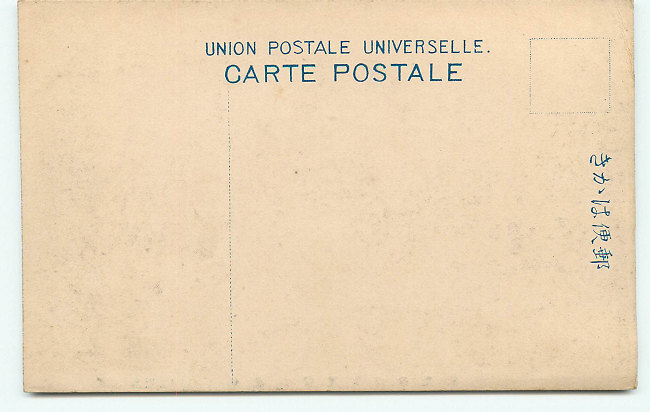 UNION POSTALE UNIVERSELLE.
CARTE POSTALE
郵便はかき